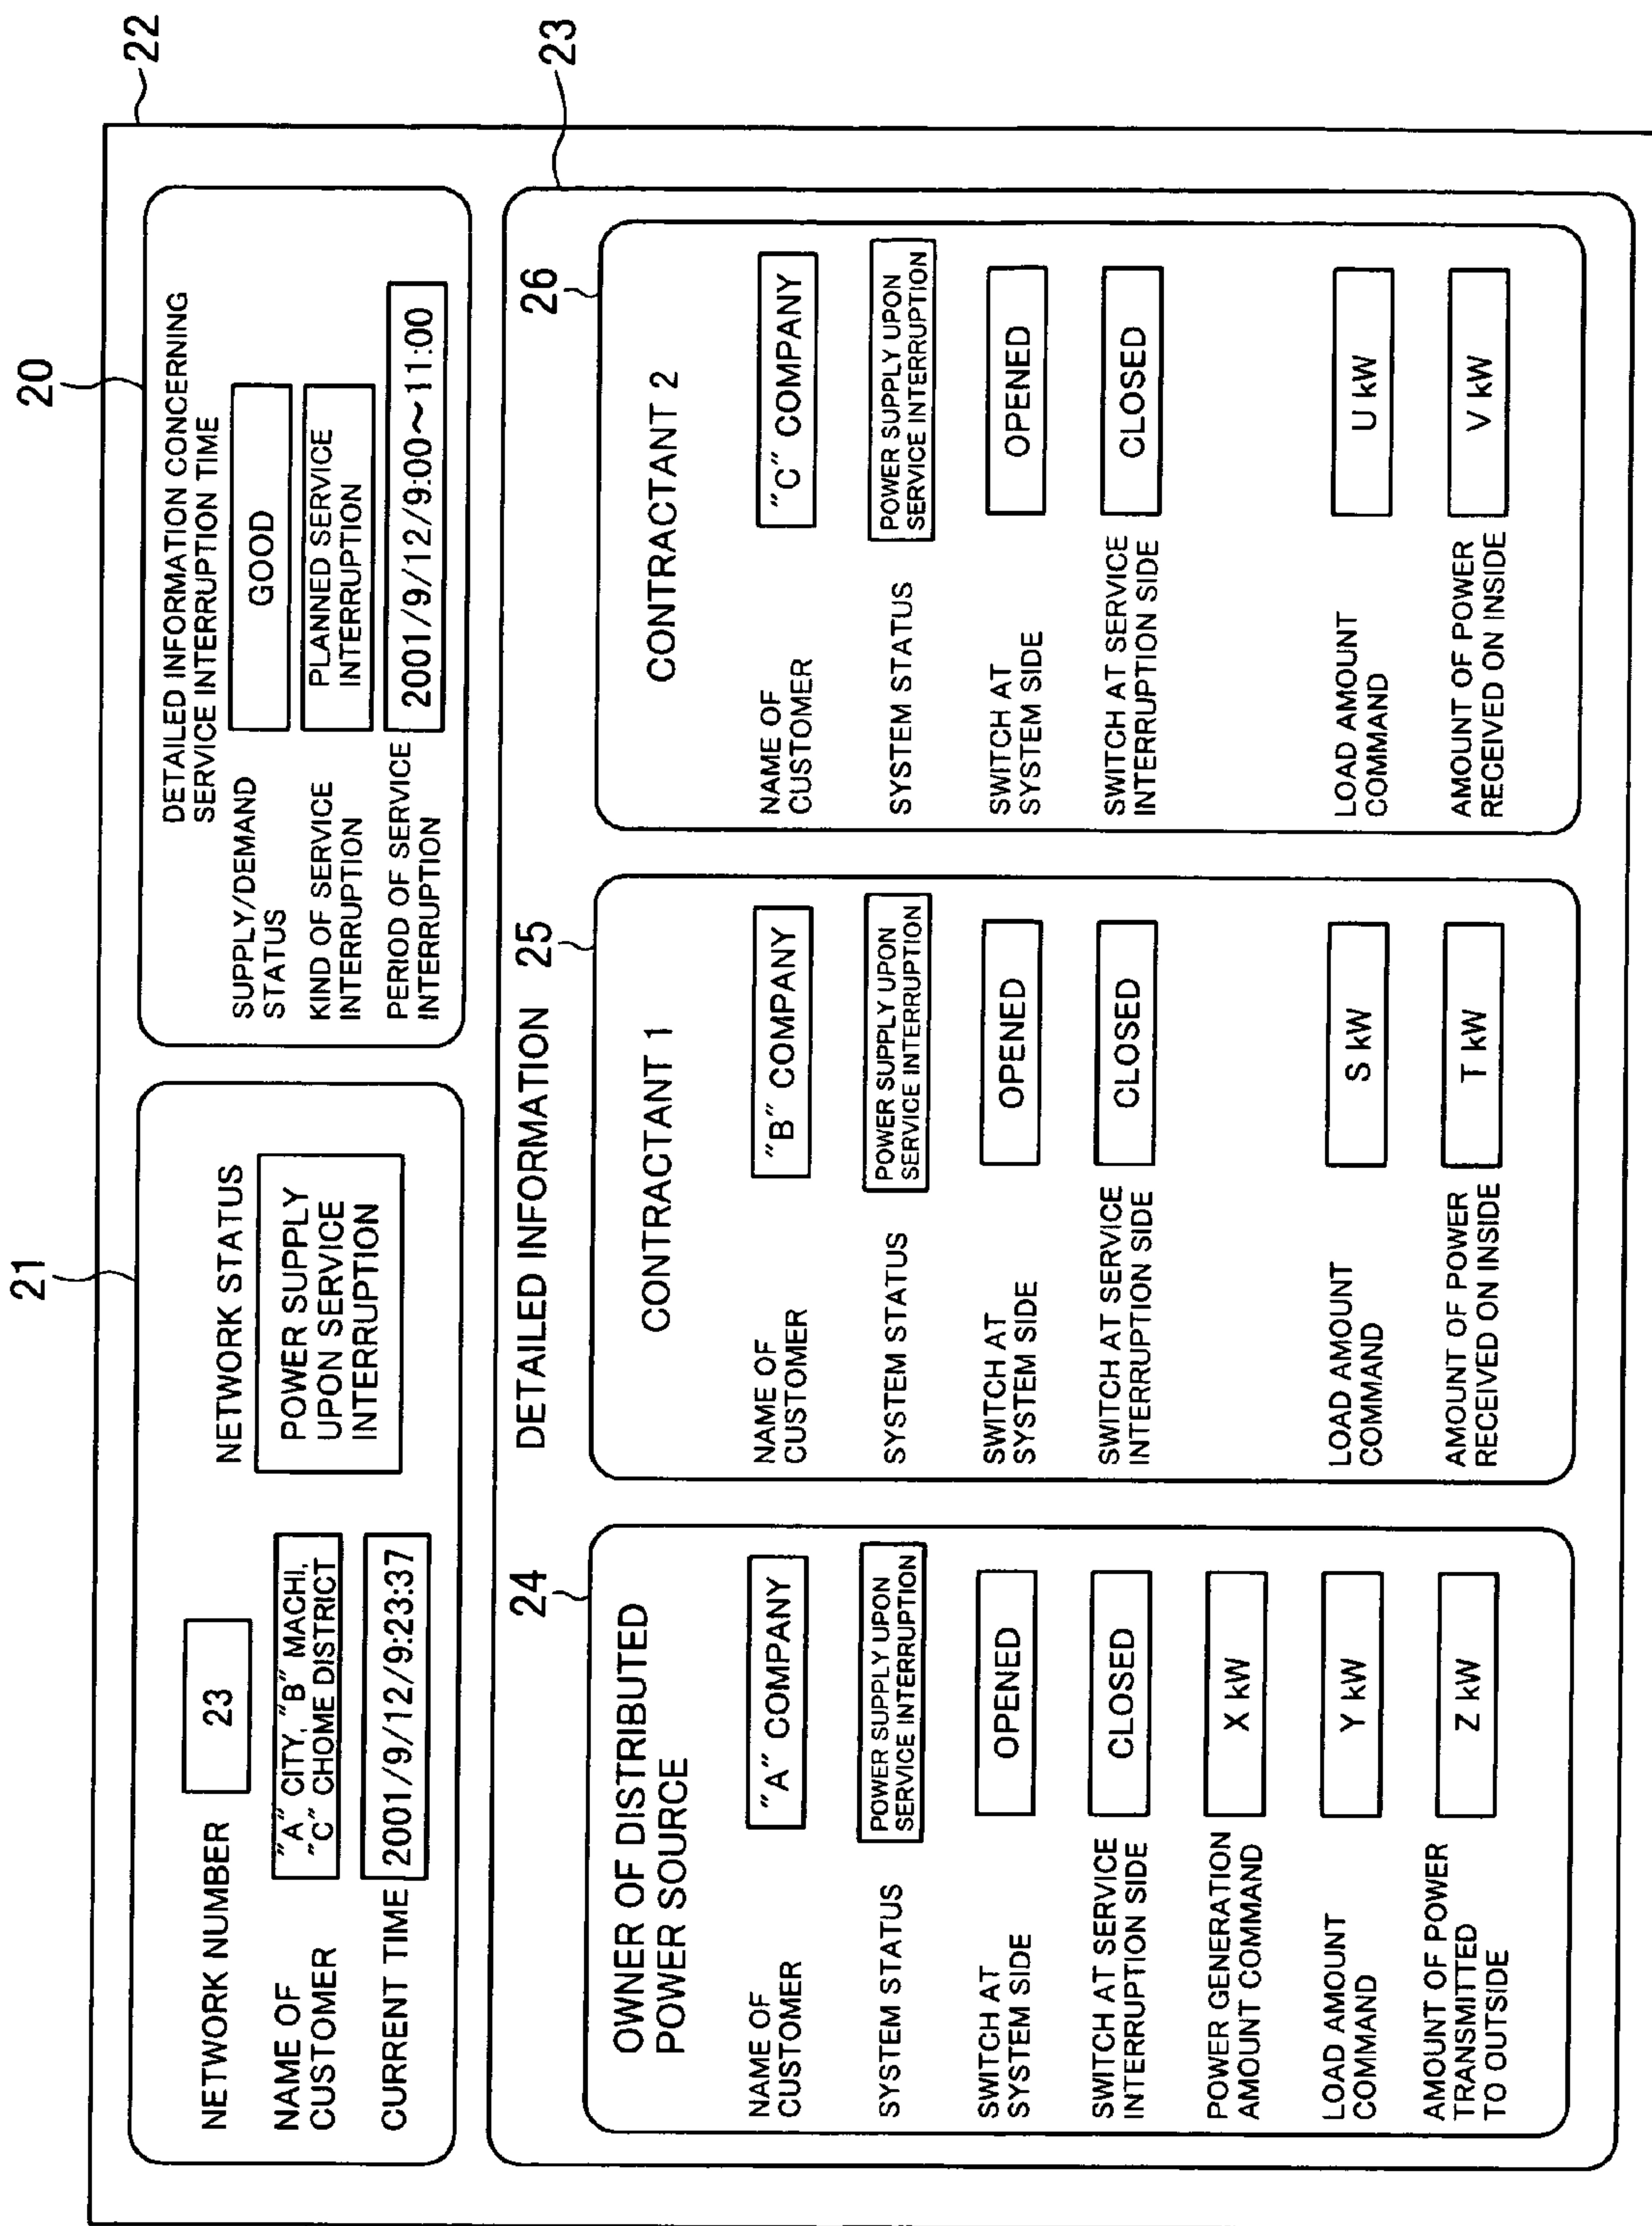 22
21
NETWORK NUMBER
23
NAME OF
CUSTOMER
"A" CITY, "B" MACHI,
"C" CHOME DISTRICT
CURRENT TIME
2001/9/12/9:23:37
NETWORK STATUS
POWER SUPPLY
UPON SERVICE
INTERRUPTION
20
DETAILED INFORMATION CONCERNING
SERVICE INTERRUPTION TIME
SUPPLY/DEMAND
STATUS
GOOD
KIND OF SERVICE
INTERRUPTION
PLANNED SERVICE
INTERRUPTION
PERIOD OF SERVICE
INTERRUPTION
2001/9/12/9:00~11:00
23
DETAILED INFORMATION
24
OWNER OF DISTRIBUTED
POWER SOURCE
NAME OF
CUSTOMER
"A" COMPANY
SYSTEM STATUS
POWER SUPPLY UPON
SERVICE INTERRUPTION
SWITCH AT
SYSTEM SIDE
OPENED
SWITCH AT SERVICE
INTERRUPTION SIDE
CLOSED
POWER GENERATION
AMOUNT COMMAND
X kW
LOAD AMOUNT
COMMAND
Y kW
AMOUNT OF POWER
TRANSMITTED
TO OUTSIDE
Z kW
25
CONTRACTANT 1
NAME OF
CUSTOMER
"B" COMPANY
SYSTEM STATUS
POWER SUPPLY UPON
SERVICE INTERRUPTION
SWITCH AT
SYSTEM SIDE
OPENED
SWITCH AT SERVICE
INTERRUPTION SIDE
CLOSED
LOAD AMOUNT
COMMAND
S kW
AMOUNT OF POWER
RECEIVED ON INSIDE
T kW
26
CONTRACTANT 2
NAME OF
CUSTOMER
"C" COMPANY
SYSTEM STATUS
POWER SUPPLY UPON
SERVICE INTERRUPTION
SWITCH AT
SYSTEM SIDE
OPENED
SWITCH AT SERVICE
INTERRUPTION SIDE
CLOSED
LOAD AMOUNT
COMMAND
U kW
AMOUNT OF POWER
RECEIVED ON INSIDE
V kW